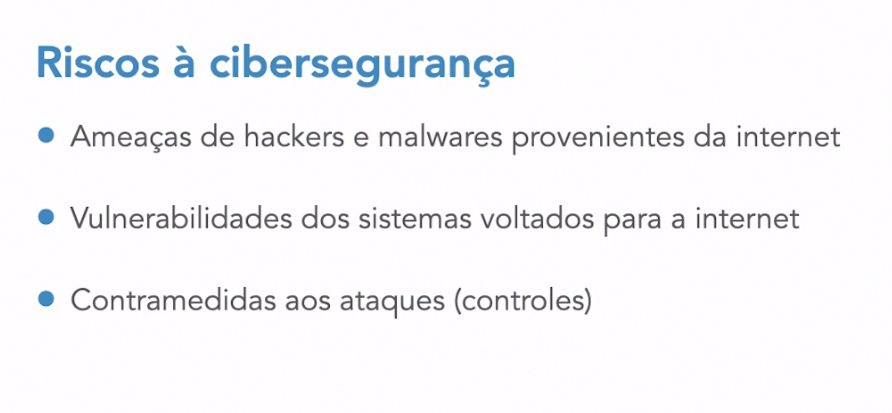 Riscos à cibersegurança
Ameaças de hackers e malwares provenientes da internet
Vulnerabilidades dos sistemas voltados para a internet
Contramedidas aos ataques (controles)